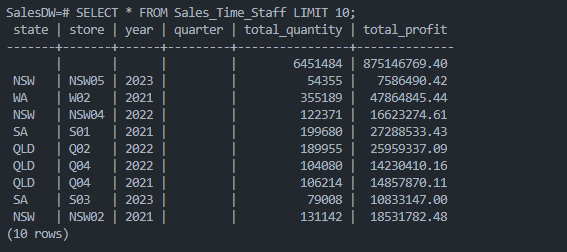 SalesDW=# SELECT * FROM Sales_Time_Staff LIMIT 10;
 state | store | year | quarter | total_quantity | total_profit
-------+-------+------+---------+----------------+--------------
       |       |      |         |        6451484 | 875146769.40
 NSW   | NSW05 | 2023 |         |          54355 |   7586490.42
 WA    | W02   | 2021 |         |         355189 |  47864845.44
 NSW   | NSW04 | 2022 |         |         122371 |  16623274.61
 SA    | S01   | 2021 |         |         199680 |  27288533.43
 QLD   | Q02   | 2022 |         |         189955 |  25959337.09
 QLD   | Q04   | 2022 |         |         104080 |  14230410.16
 QLD   | Q04   | 2021 |         |         106214 |  14857870.11
 SA    | S03   | 2023 |         |          79008 |  10833147.00
 NSW   | NSW02 | 2021 |         |         131142 |  18531782.48
(10 rows)